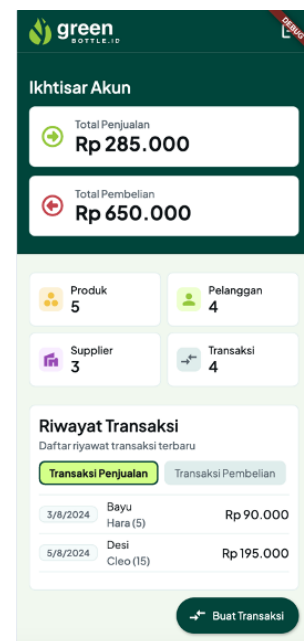 green
BOTTLE.ID
DEBUG
Ikhtisar Akun
Total Penjualan
Rp 285.000
Total Pembelian
Rp 650.000
Produk
5
Pelanggan
4
Supplier
3
Transaksi
4
Riwayat Transaksi
Daftar riyawat transaksi terbaru
Transaksi Penjualan
Transaksi Pembelian
3/8/2024 Bayu Rp 90.000
Hara (5)
5/8/2024 Desi Rp 195.000
Cleo (15)
Buat Transaksi